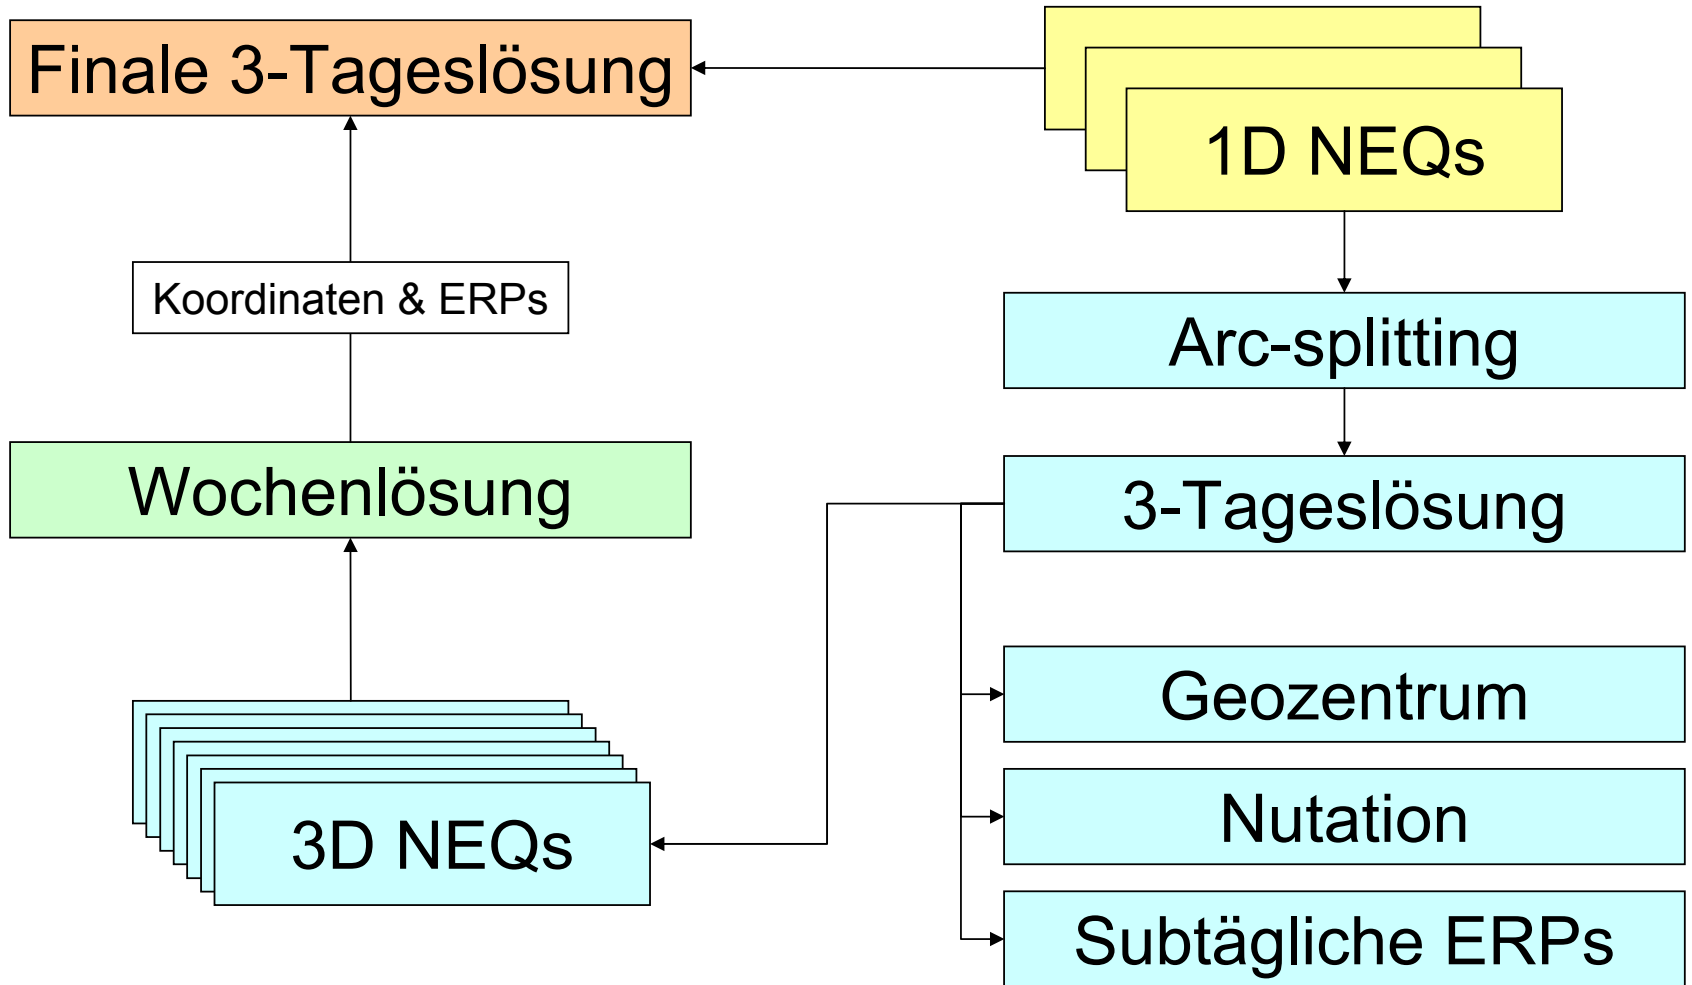 Finale 3-Tageslösung
1D NEQs
Koordinaten & ERPs
Arc-splitting
Wochenlösung
3-Tageslösung
Geozentrum
3D NEQs
Nutation
Subtägliche ERPs